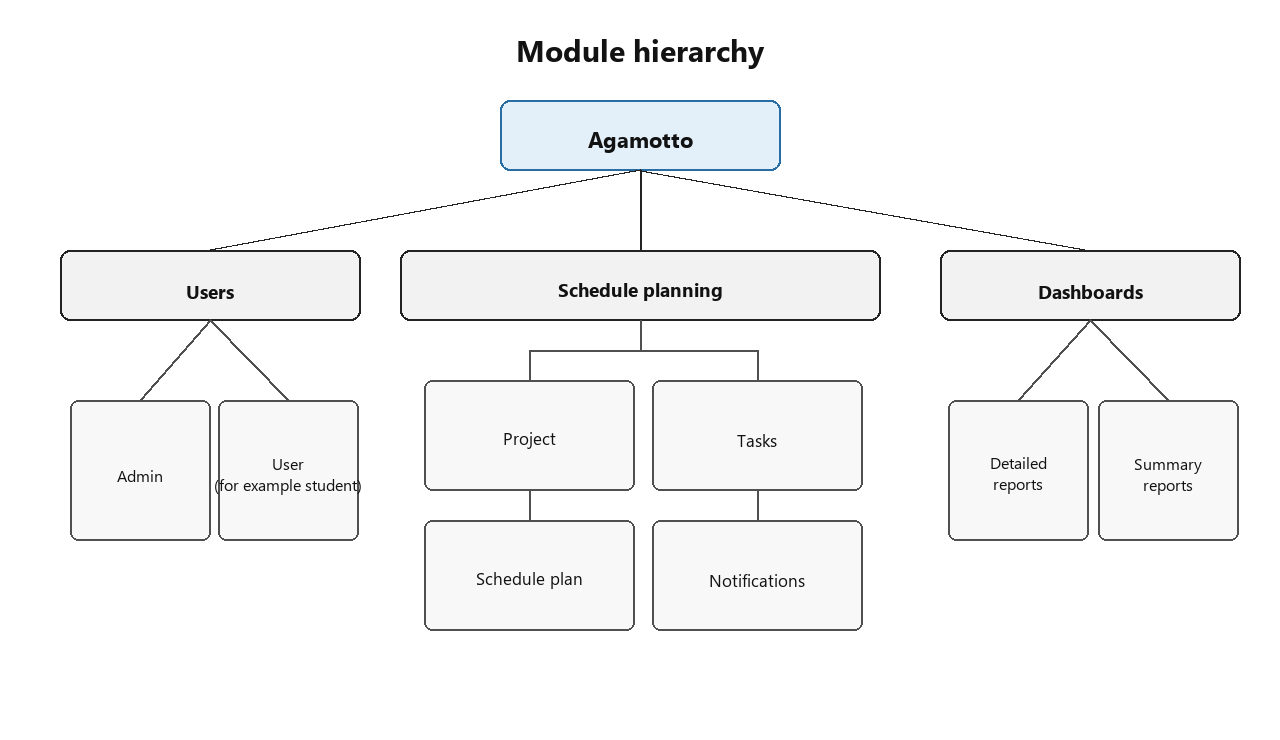 Module hierarchy
Agamotto
Users
Schedule planning
Dashboards
Admin
User
(for example student)
Project
Tasks
Detailed
reports
Summary
reports
Schedule plan
Notifications